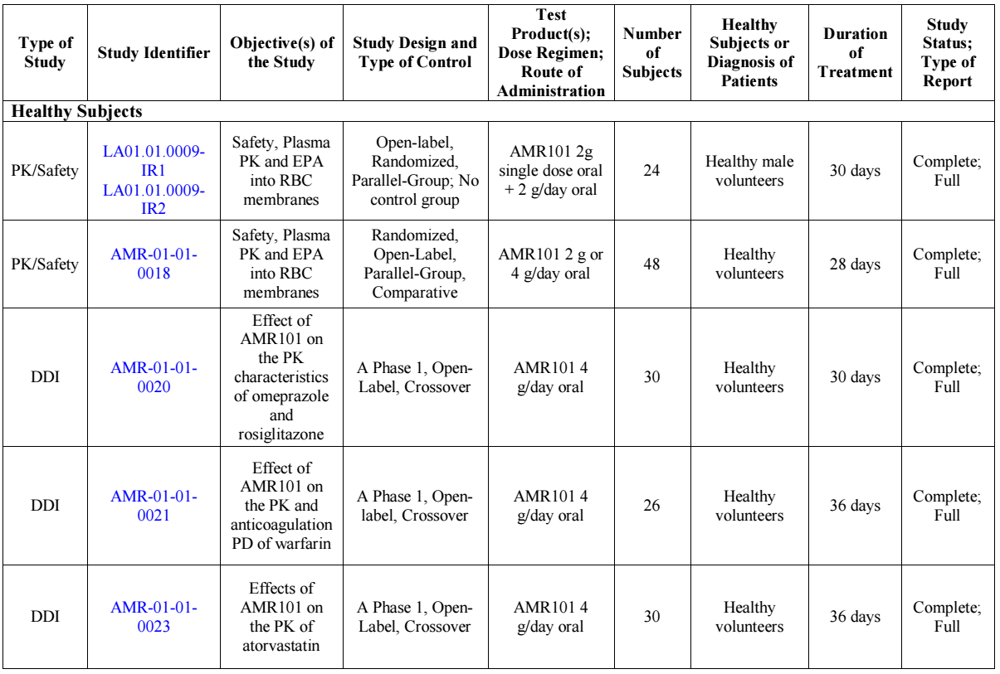 Type of
Study
Study Identifier
Objective(s) of
the Study
Study Design and
Type of Control
Test
Product(s);
Dose Regimen;
Route of
Administration
Number
of
Subjects
Healthy
Subjects or
Diagnosis of
Patients
Duration
of
Treatment
Study
Status;
Type of
Report
Healthy Subjects
PK/Safety
LA01.01.0009-
IR1
LA01.01.0009-
IR2
Safety, Plasma
PK and EPA
into RBC
membranes
Open-label,
Randomized,
Parallel-Group; No
control group
AMR101 2g
single dose oral
+ 2 g/day oral
24
Healthy male
volunteers
30 days
Complete;
Full
PK/Safety
AMR-01-01-
0018
Safety, Plasma
PK and EPA
into RBC
membranes
Randomized,
Open-Label,
Parallel-Group,
Comparative
AMR101 2 g or
4 g/day oral
48
Healthy
volunteers
28 days
Complete;
Full
DDI
AMR-01-01-
0020
Effect of
AMR101 on
the PK
characteristics
of omeprazole
and
rosiglitazone
A Phase 1, Open-
Label, Crossover
AMR101 4
g/day oral
30
Healthy
volunteers
30 days
Complete;
Full
DDI
AMR-01-01-
0021
Effect of
AMR101 on
the PK and
anticoagulation
PD of warfarin
A Phase 1, Open-
label, Crossover
AMR101 4
g/day oral
26
Healthy
volunteers
36 days
Complete;
Full
DDI
AMR-01-01-
0023
Effects of
AMR101 on
the PK of
atorvastatin
A Phase 1, Open-
Label, Crossover
AMR101 4
g/day oral
30
Healthy
volunteers
36 days
Complete;
Full